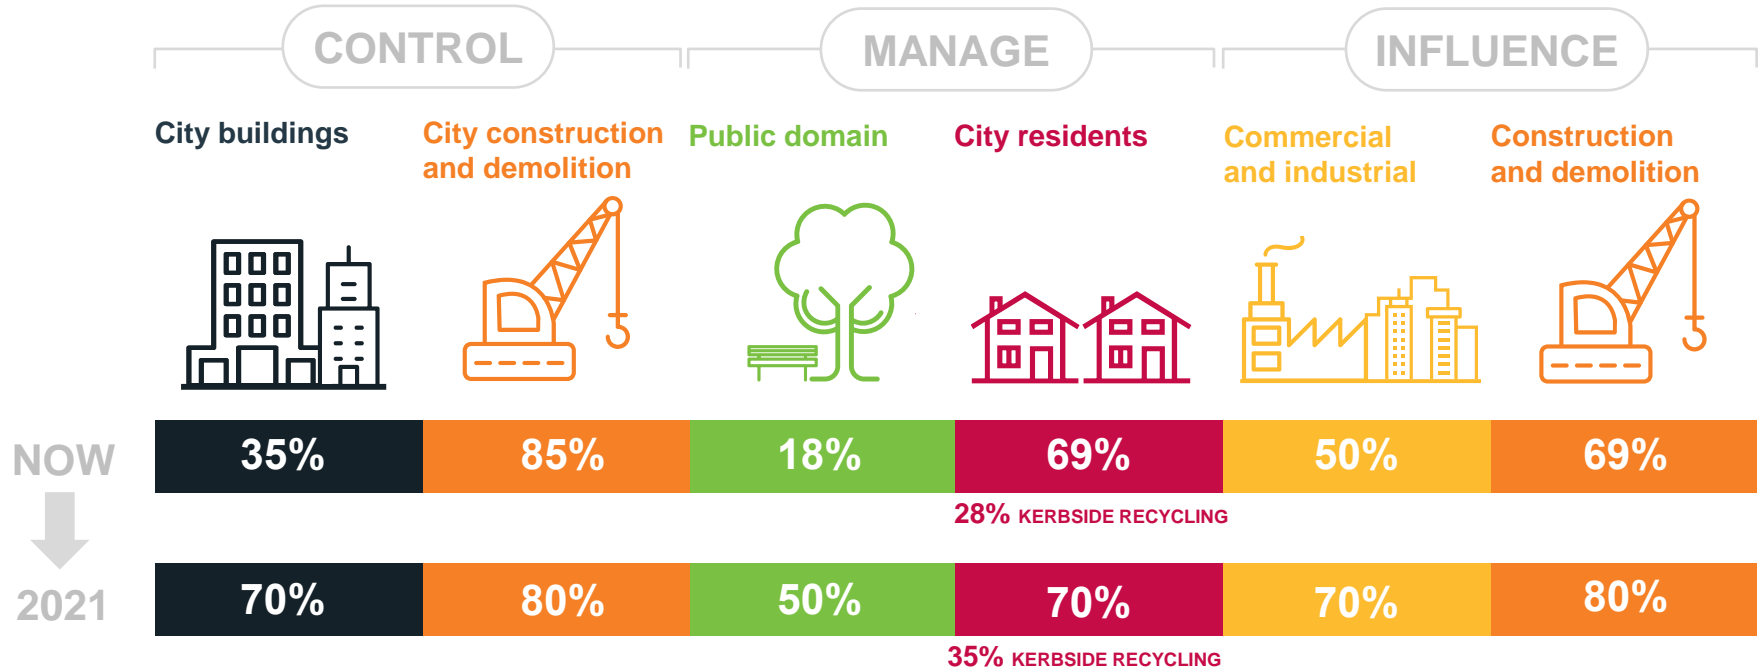 CONTROL
MANAGE
INFLUENCE
City buildings
City construction
and demolition
Public domain
City residents
Commercial
and industrial
Construction
and demolition
NOW
35%
85%
18%
69%
50%
69%
28% KERBSIDE RECYCLING
2021
70%
80%
50%
70%
70%
80%
35% KERBSIDE RECYCLING